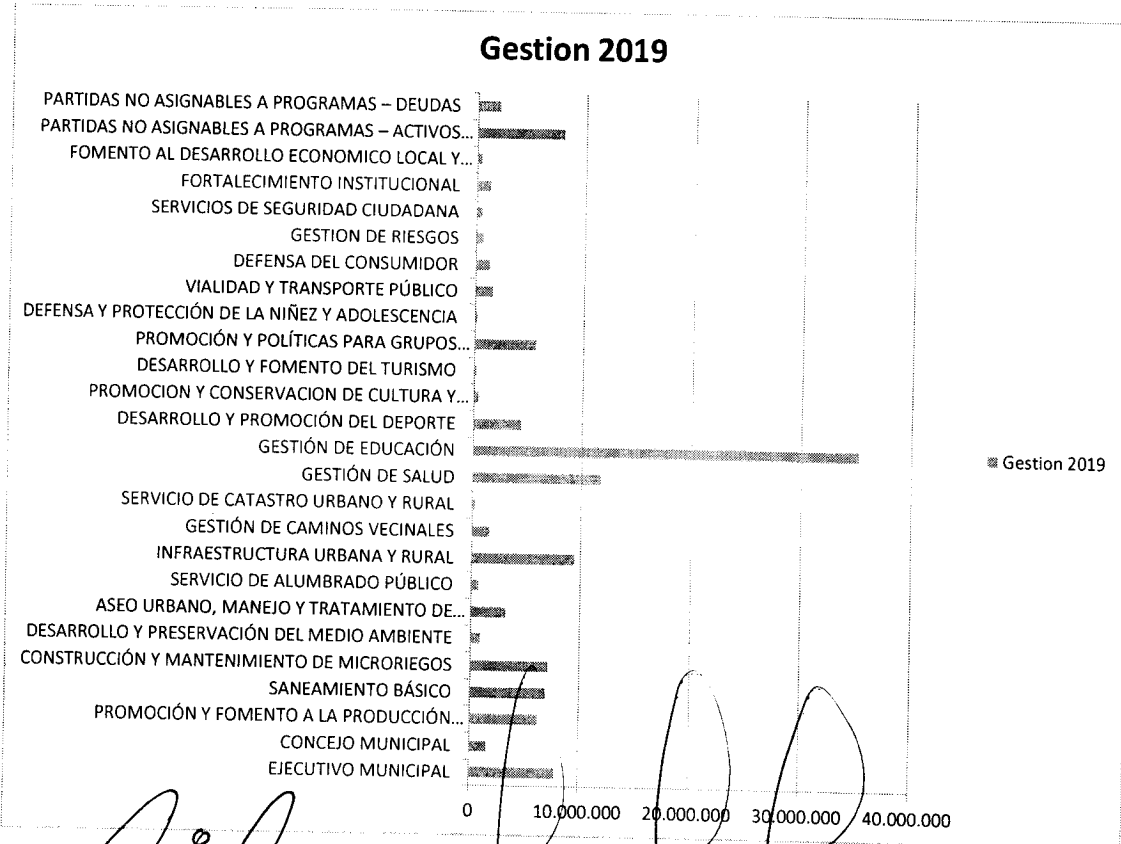 Gestion 2019
PARTIDAS NO ASIGNABLES A PROGRAMAS – DEUDAS
PARTIDAS NO ASIGNABLES A PROGRAMAS – ACTIVOS...
FOMENTO AL DESARROLLO ECONOMICO LOCAL Y...
FORTALECIMIENTO INSTITUCIONAL
SERVICIOS DE SEGURIDAD CIUDADANA
GESTION DE RIESGOS
DEFENSA DEL CONSUMIDOR
VIALIDAD Y TRANSPORTE PÚBLICO
DEFENSA Y PROTECCIÓN DE LA NIÑEZ Y ADOLESCENCIA
PROMOCIÓN Y POLÍTICAS PARA GRUPOS...
DESARROLLO Y FOMENTO DEL TURISMO
PROMOCION Y CONSERVACION DE CULTURA Y...
DESARROLLO Y PROMOCIÓN DEL DEPORTE
GESTIÓN DE EDUCACIÓN
GESTIÓN DE SALUD
SERVICIO DE CATASTRO URBANO Y RURAL
GESTIÓN DE CAMINOS VECINALES
INFRAESTRUCTURA URBANA Y RURAL
SERVICIO DE ALUMBRADO PÚBLICO
ASEO URBANO, MANEJO Y TRATAMIENTO DE...
DESARROLLO Y PRESERVACIÓN DEL MEDIO AMBIENTE
CONSTRUCCIÓN Y MANTENIMIENTO DE MICRORIEGOS
SANEAMIENTO BÁSICO
PROMOCIÓN Y FOMENTO A LA PRODUCCIÓN...
CONCEJO MUNICIPAL
EJECUTIVO MUNICIPAL
0 10.000.000 20.000.000 30.000.000 40.000.000
Gestion 2019